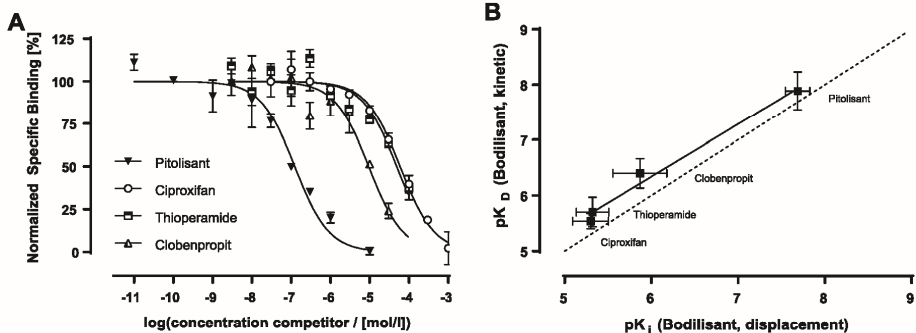 A
Normalized Specific Binding [%]
125
100
75
50
25
0
Pitolisant
Ciproxifan
Thioperamide
Clobenpropit
-11 -10 -9 -8 -7 -6 -5 -4 -3
log(concentration competitor / [mol/l])
B
pKD (Bodilisant, kinetic)
9
8
7
6
5
Pitolisant
Clobenpropit
Thioperamide
Ciproxifan
5 6 7 8 9
pKi (Bodilisant, displacement)